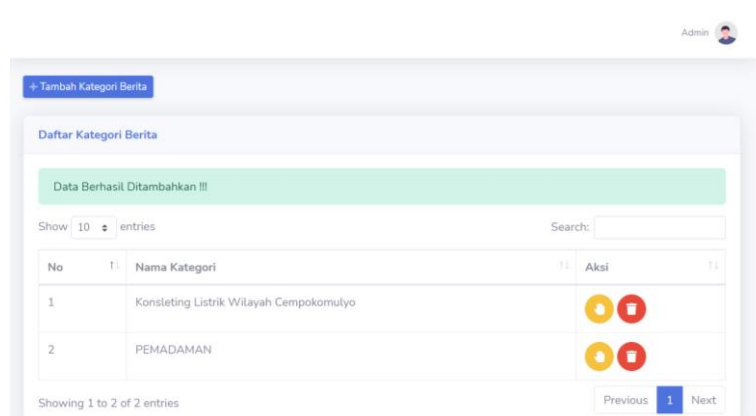 Admin
+ Tambah Kategori Berita
Daftar Kategori Berita
Data Berhasil Ditambahkan !!!
Show 10 entries
Search:
No Nama Kategori Aksi
1 Konsleting Listrik Wilayah Cempokomulyo
2 PEMADAMAN
Showing 1 to 2 of 2 entries
Previous 1 Next